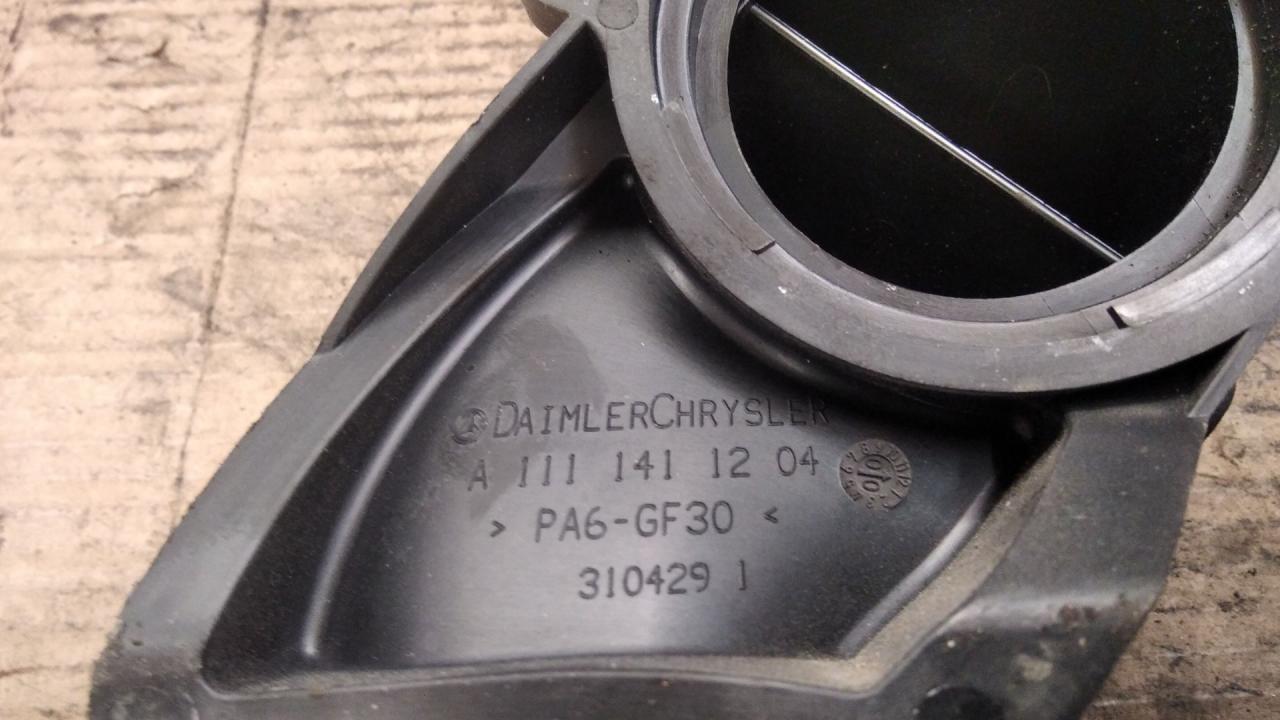 DAIMLERCHRYSLER
A 111 141 12 04
> PA6-GF30 <
310429 1